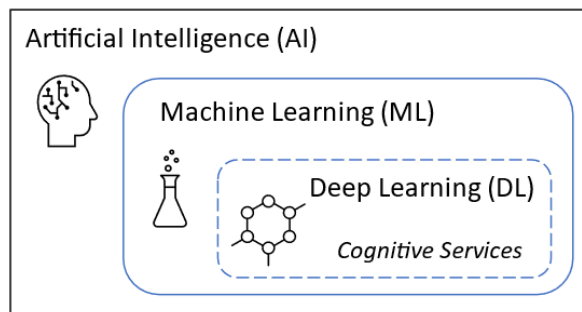 Artificial Intelligence (AI)
Machine Learning (ML)
Deep Learning (DL)
Cognitive Services